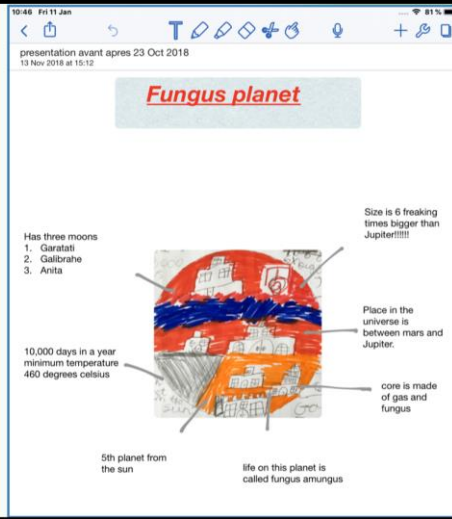 10:46 Fri 11 Jan
81 %
presentation avant apres 23 Oct 2018
13 Nov 2018 at 15:12
Fungus planet
Size is 6 freaking
times bigger than
Jupiter!!!!!!
Has three moons
1. Garatati
2. Galibrahe
3. Anita
Place in the
universe is
between mars and
Jupiter.
10,000 days in a year
minimum temperature
460 degrees celsius
core is made
of gas and
fungus
5th planet from
the sun
life on this planet is
called fungus amungus